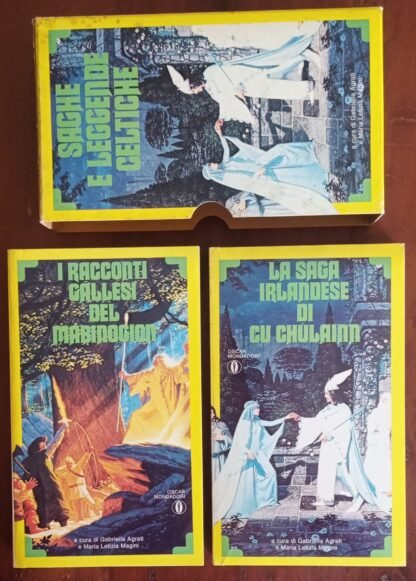 SAGHE
E LEGGENDE
CELTICHE
a cura di Gabriella Agrati
e Maria Letizia Magini
I RACCONTI
GALLESI
DEL
MABINOGION
OSCAR
MONDADORI
a cura di Gabriella Agrati
e Maria Letizia Magini
LA SAGA
IRLANDESE
DI
CU CHULAINN
OSCAR
MONDADORI
a cura di Gabriella Agrati
e Maria Letizia Magini